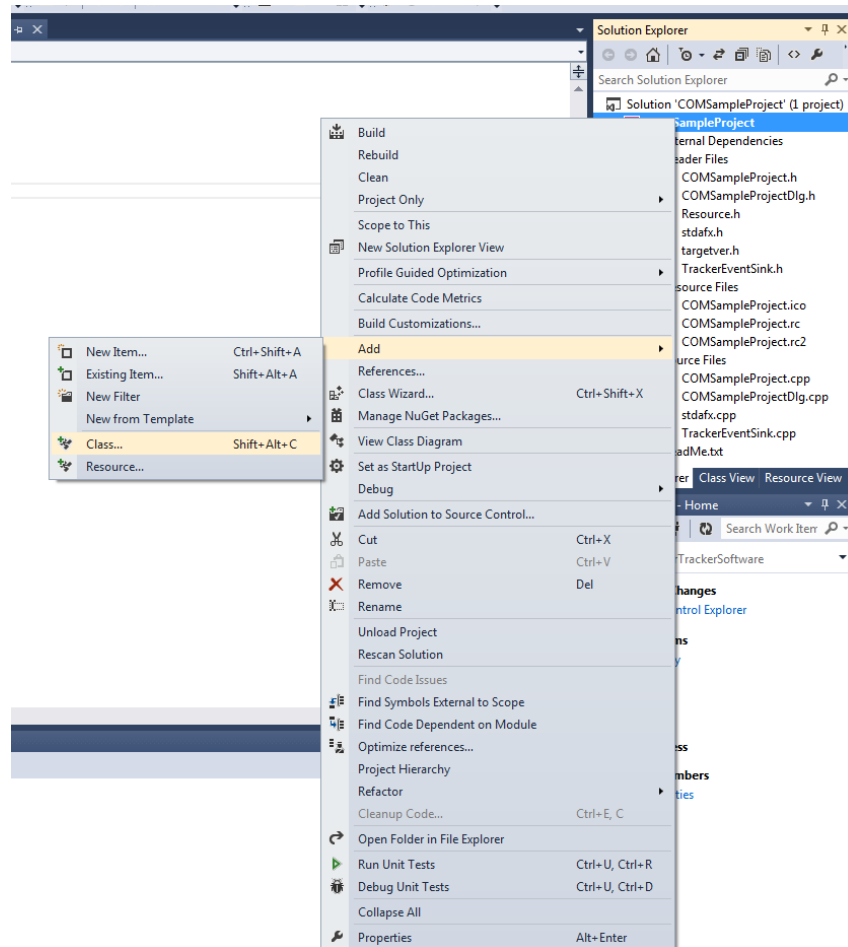 Solution Explorer
Search Solution Explorer
Solution 'COMSampleProject' (1 project)
SampleProject
ternal Dependencies
eader Files
COMSampleProject.h
COMSampleProjectDlg.h
Resource.h
stdafx.h
targetver.h
TrackerEventSink.h
source Files
COMSampleProject.ico
COMSampleProject.rc
COMSampleProject.rc2
urce Files
COMSampleProject.cpp
COMSampleProjectDlg.cpp
stdafx.cpp
TrackerEventSink.cpp
adMe.txt
rer Class View Resource View
- Home
Search Work Item
TrackerSoftware
hanges
ntrol Explorer
ns
y
ess
mbers
ties
Build
Rebuild
Clean
Project Only
Scope to This
New Solution Explorer View
Profile Guided Optimization
Calculate Code Metrics
Build Customizations...
Add
References...
Class Wizard... Ctrl+Shift+X
Manage NuGet Packages...
View Class Diagram
Set as StartUp Project
Debug
Add Solution to Source Control...
Cut Ctrl+X
Paste Ctrl+V
Remove Del
Rename
Unload Project
Rescan Solution
Find Code Issues
Find Symbols External to Scope
Find Code Dependent on Module
Optimize references...
Project Hierarchy
Refactor
Cleanup Code... Ctrl+E, C
Open Folder in File Explorer
Run Unit Tests Ctrl+U, Ctrl+R
Debug Unit Tests Ctrl+U, Ctrl+D
Collapse All
Properties Alt+Enter
New Item... Ctrl+Shift+A
Existing Item... Shift+Alt+A
New Filter
New from Template
Class... Shift+Alt+C
Resource...